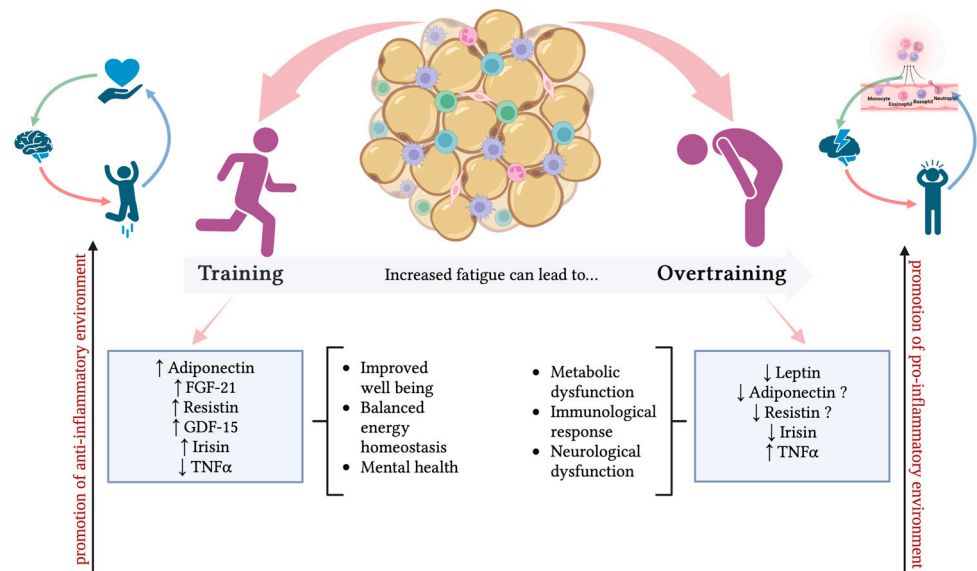 Monocyte
Eosinophil
Basophil
Neutrophil
promotion of anti-inflammatory environment
promotion of pro-inflammatory environment
Training
Increased fatigue can lead to...
Overtraining
↑ Adiponectin
↑ FGF-21
↑ Resistin
↑ GDF-15
↑ Irisin
↓ TNFα
• Improved
well being
• Balanced
energy
homeostasis
• Mental health
• Metabolic
dysfunction
• Immunological
response
• Neurological
dysfunction
↓ Leptin
↓ Adiponectin ?
↓ Resistin ?
↓ Irisin
↑ TNFα